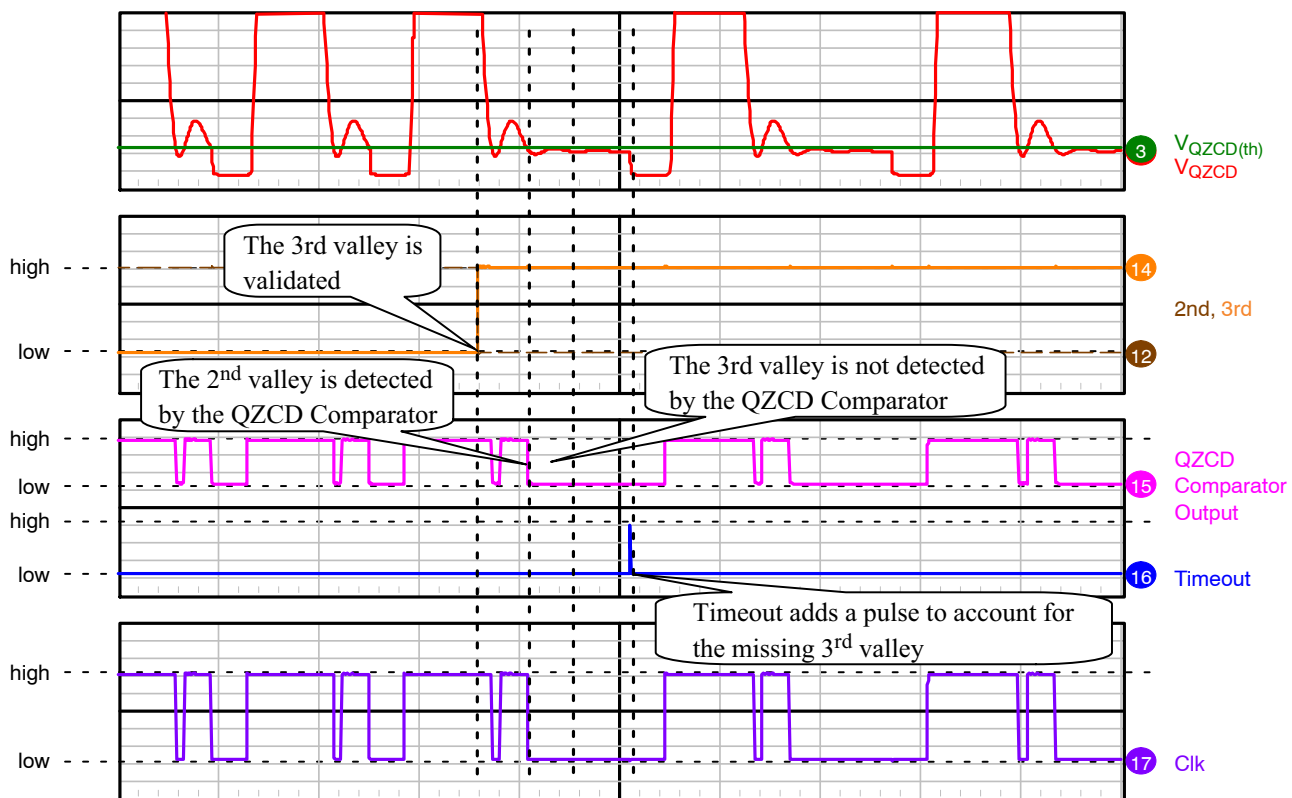 3
V_QZCD(th)
V_QZCD
The 3rd valley is
validated
high
14
2nd, 3rd
low
12
The 2nd valley is detected
by the QZCD Comparator
The 3rd valley is not detected
by the QZCD Comparator
high
low
15
QZCD
Comparator
Output
high
low
16
Timeout
Timeout adds a pulse to account for
the missing 3rd valley
high
low
17
Clk